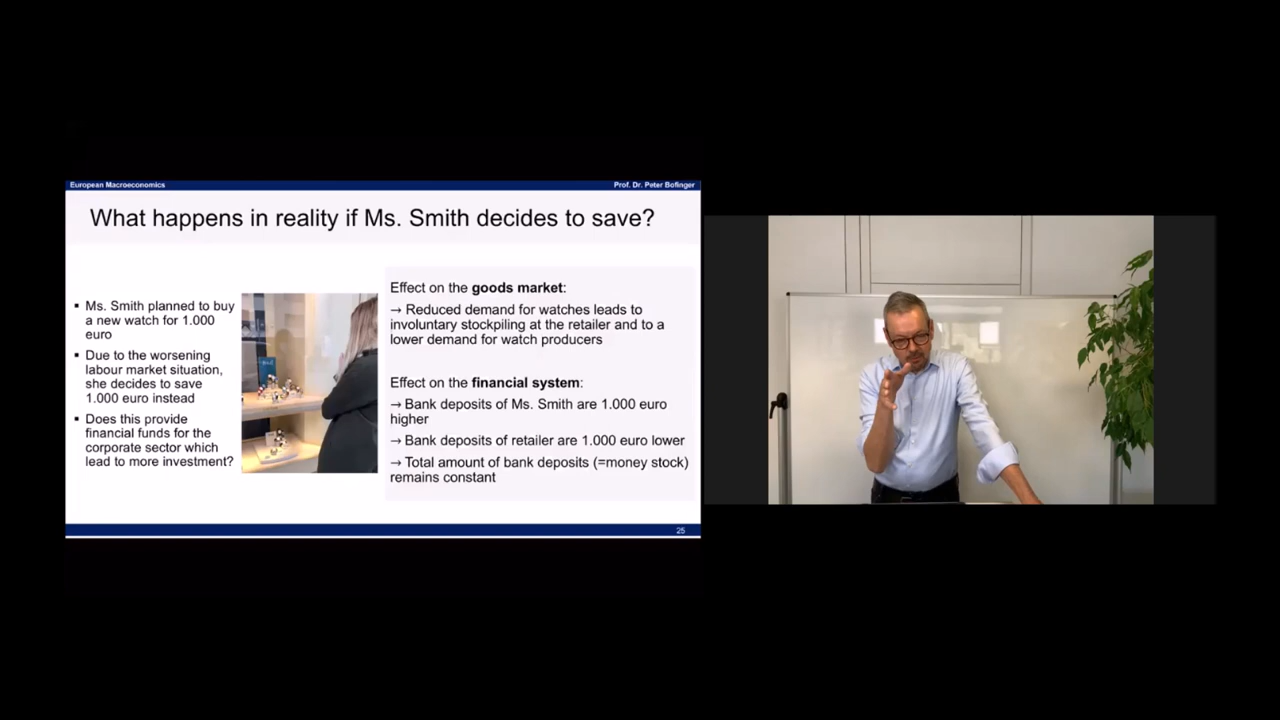 European Macroeconomics
Prof. Dr. Peter Bofinger
What happens in reality if Ms. Smith decides to save?
▪ Ms. Smith planned to buy
a new watch for 1.000
euro
▪ Due to the worsening
labour market situation,
she decides to save
1.000 euro instead
▪ Does this provide
financial funds for the
corporate sector which
lead to more investment?
Effect on the goods market:
→ Reduced demand for watches leads to
involuntary stockpiling at the retailer and to a
lower demand for watch producers
Effect on the financial system:
→ Bank deposits of Ms. Smith are 1.000 euro
higher
→ Bank deposits of retailer are 1.000 euro lower
→ Total amount of bank deposits (=money stock)
remains constant
25